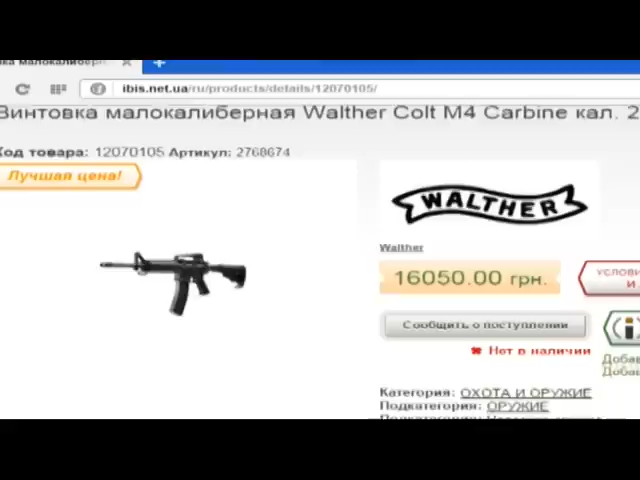 ibis.net.ua/ru/products/details/12070105/
Винтовка малокалиберная Walther Colt M4 Carbine кал. 2
Код товара: 12070105 Артикул: 2768674
Лучшая цена!
WALTHER
Walther
16050.00 грн.
Сообщить о поступлении
Нет в наличии
Категория: ОХОТА И ОРУЖИЕ
Подкатегория: ОРУЖИЕ